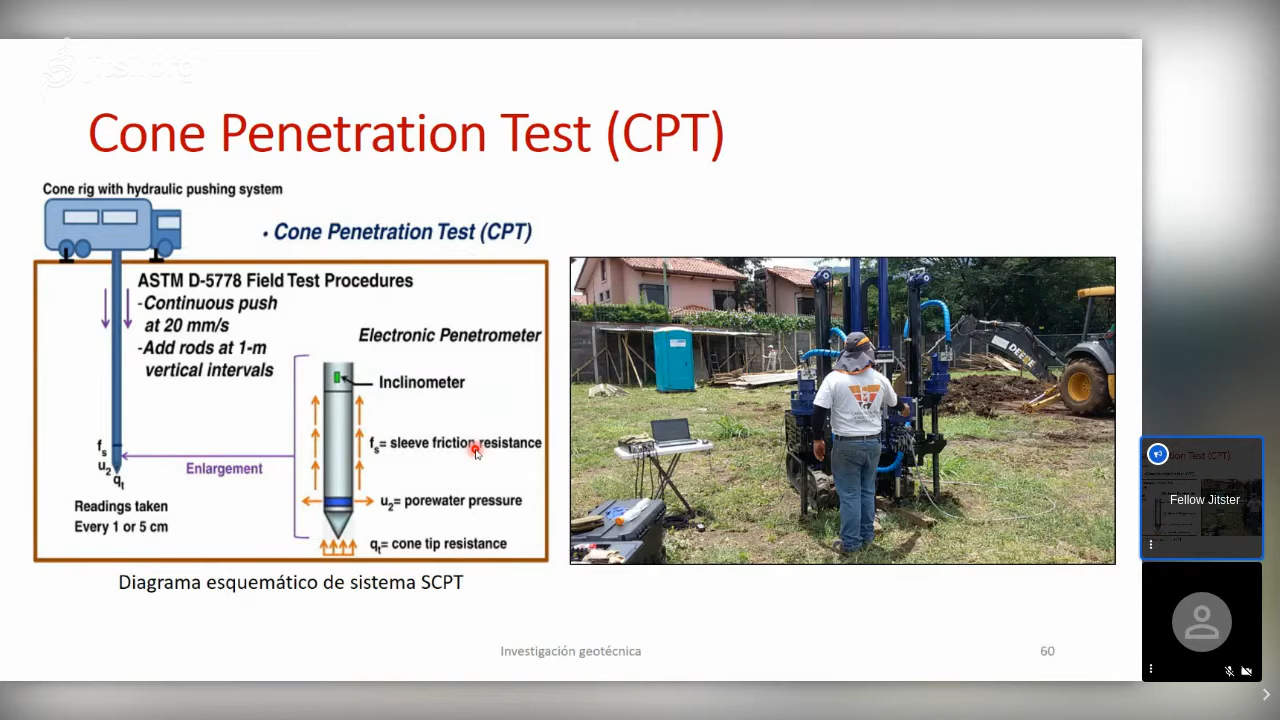 Cone Penetration Test (CPT)
Cone rig with hydraulic pushing system
• Cone Penetration Test (CPT)
ASTM D-5778 Field Test Procedures
-Continuous push
at 20 mm/s
-Add rods at 1-m
vertical intervals
Electronic Penetrometer
Inclinometer
fs= sleeve friction resistance
fs
u2
qt
Enlargement
u2= porewater pressure
Readings taken
Every 1 or 5 cm
qt= cone tip resistance
DEERE
Diagrama esquemático de sistema SCPT
Investigación geotécnica
60
Fellow Jitster